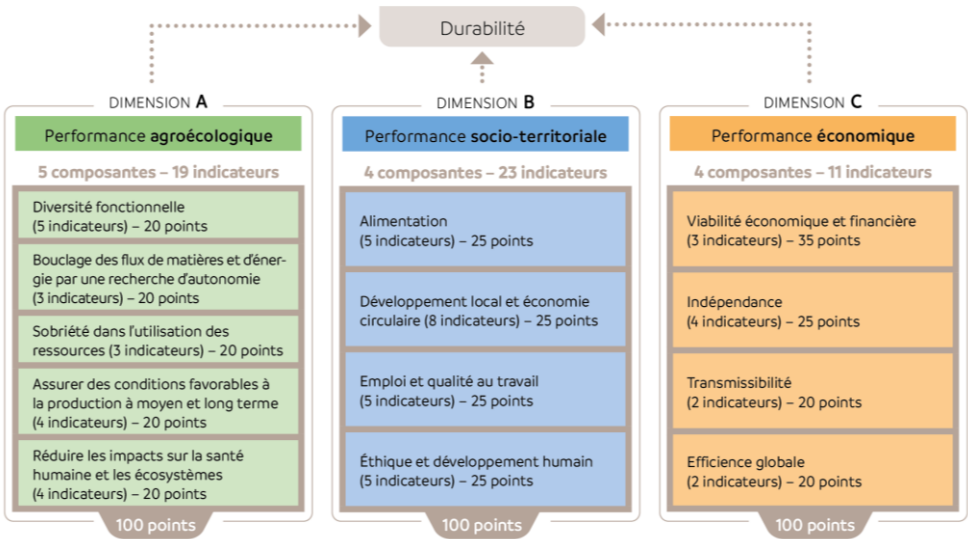 Durabilité
DIMENSION A
Performance agroécologique
5 composantes – 19 indicateurs
Diversité fonctionnelle
(5 indicateurs) – 20 points
Bouclage des flux de matières et d'éner-
gie par une recherche d'autonomie
(3 indicateurs) – 20 points
Sobriété dans l'utilisation des
ressources (3 indicateurs) – 20 points
Assurer des conditions favorables à
la production à moyen et long terme
(4 indicateurs) – 20 points
Réduire les impacts sur la santé
humaine et les écosystèmes
(4 indicateurs) – 20 points
100 points
DIMENSION B
Performance socio-territoriale
4 composantes – 23 indicateurs
Alimentation
(5 indicateurs) – 25 points
Développement local et économie
circulaire (8 indicateurs) – 25 points
Emploi et qualité au travail
(5 indicateurs) – 25 points
Éthique et développement humain
(5 indicateurs) – 25 points
100 points
DIMENSION C
Performance économique
4 composantes – 11 indicateurs
Viabilité économique et financière
(3 indicateurs) – 35 points
Indépendance
(4 indicateurs) – 25 points
Transmissibilité
(2 indicateurs) – 20 points
Efficience globale
(2 indicateurs) – 20 points
100 points